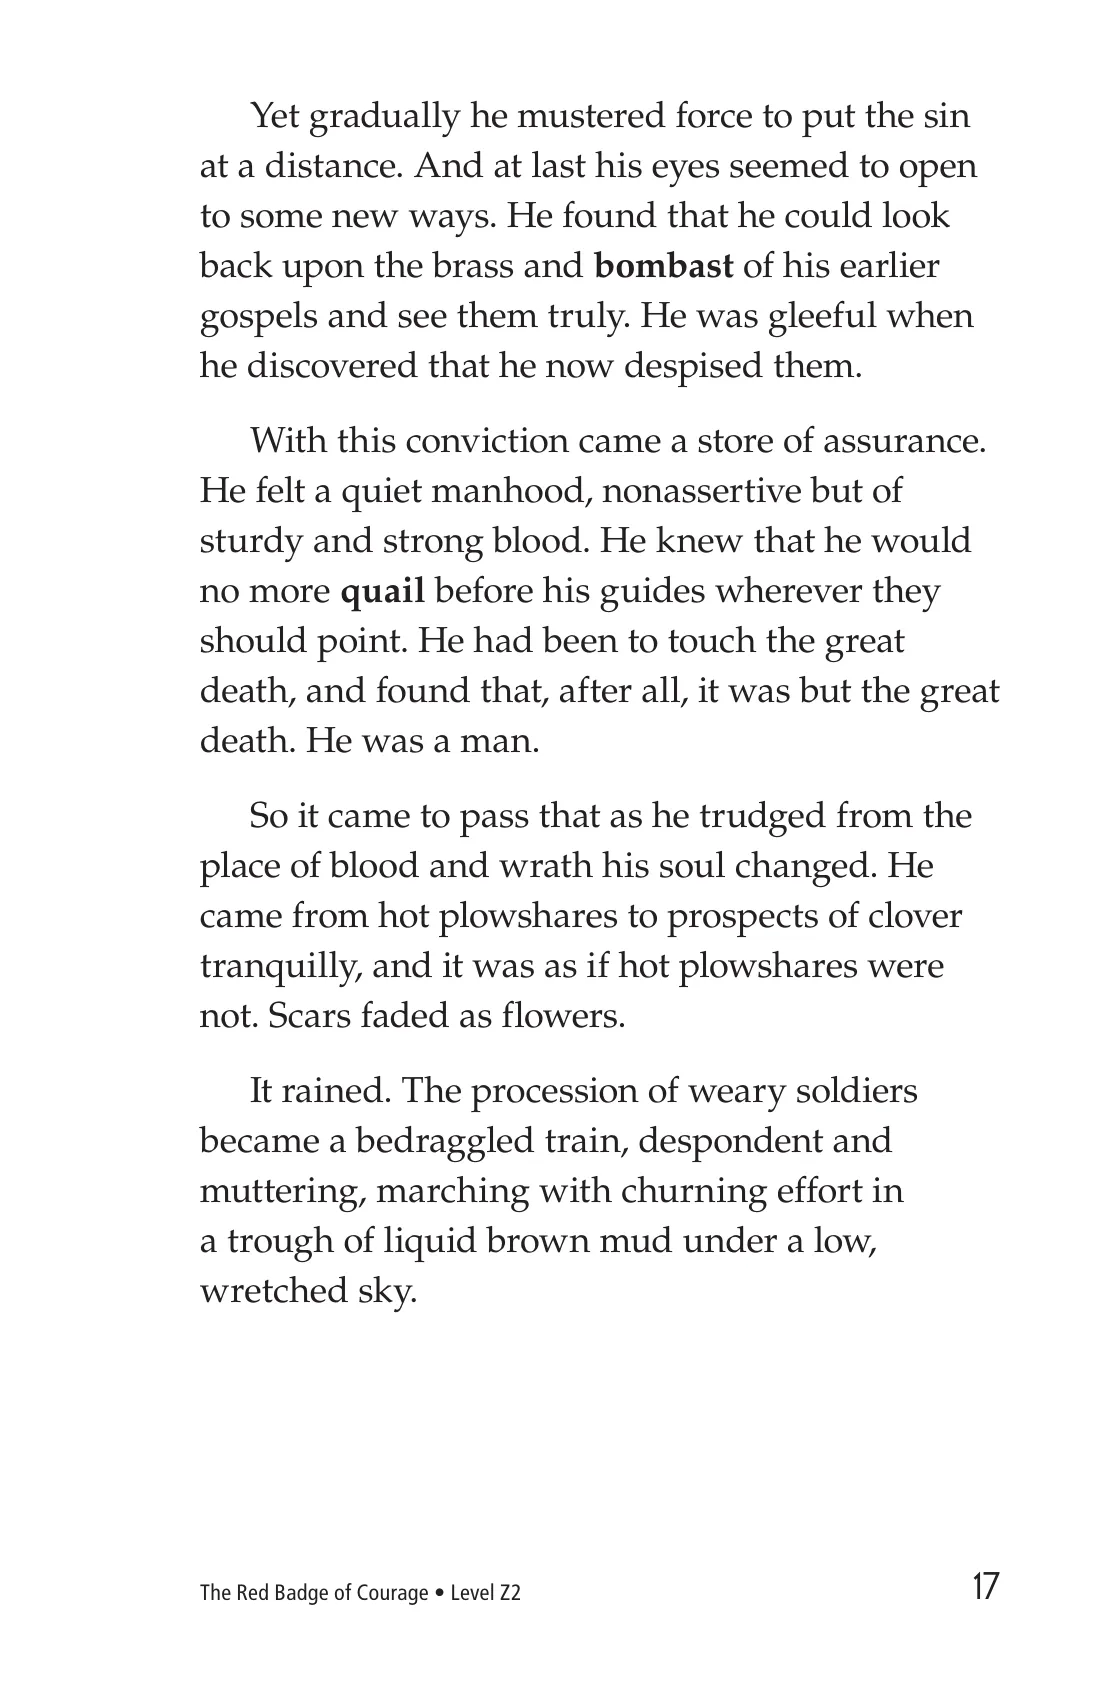 Yet gradually he mustered force to put the sin
at a distance. And at last his eyes seemed to open
to some new ways. He found that he could look
back upon the brass and bombast of his earlier
gospels and see them truly. He was gleeful when
he discovered that he now despised them.
With this conviction came a store of assurance.
He felt a quiet manhood, nonassertive but of
sturdy and strong blood. He knew that he would
no more quail before his guides wherever they
should point. He had been to touch the great
death, and found that, after all, it was but the great
death. He was a man.
So it came to pass that as he trudged from the
place of blood and wrath his soul changed. He
came from hot plowshares to prospects of clover
tranquilly, and it was as if hot plowshares were
not. Scars faded as flowers.
It rained. The procession of weary soldiers
became a bedraggled train, despondent and
muttering, marching with churning effort in
a trough of liquid brown mud under a low,
wretched sky.
The Red Badge of Courage • Level Z2
17